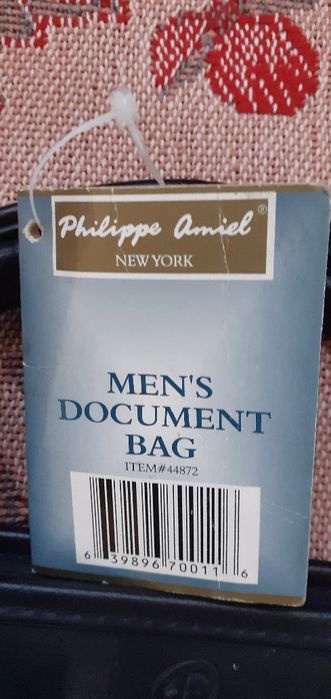 Philippe Amiel®
NEW YORK
MEN'S
DOCUMENT
BAG
ITEM#44872
6 39896 70011 6